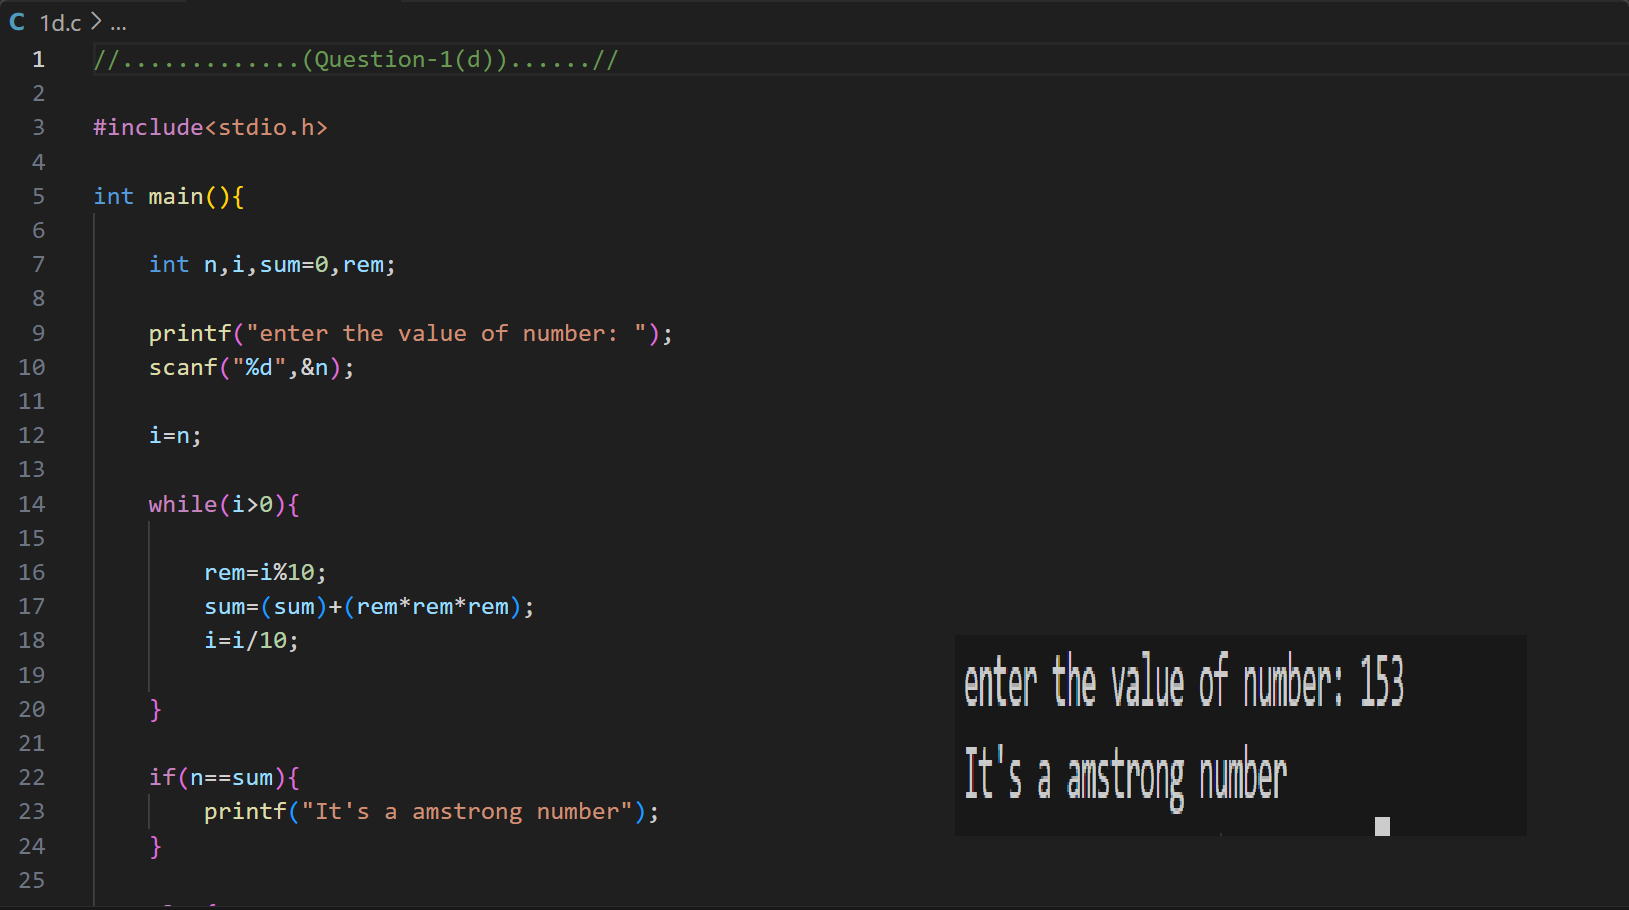 C 1d.c > ...
1 //.............(Question-1(d))......//
2
3 #include<stdio.h>
4
5 int main(){
6
7 int n,i,sum=0,rem;
8
9 printf("enter the value of number: ");
10 scanf("%d",&n);
11
12 i=n;
13
14 while(i>0){
15
16 rem=i%10;
17 sum=(sum)+(rem*rem*rem);
18 i=i/10;
19
20 }
21
22 if(n==sum){
23 printf("It's a amstrong number");
24 }
25
enter the value of number: 153
It's a amstrong number